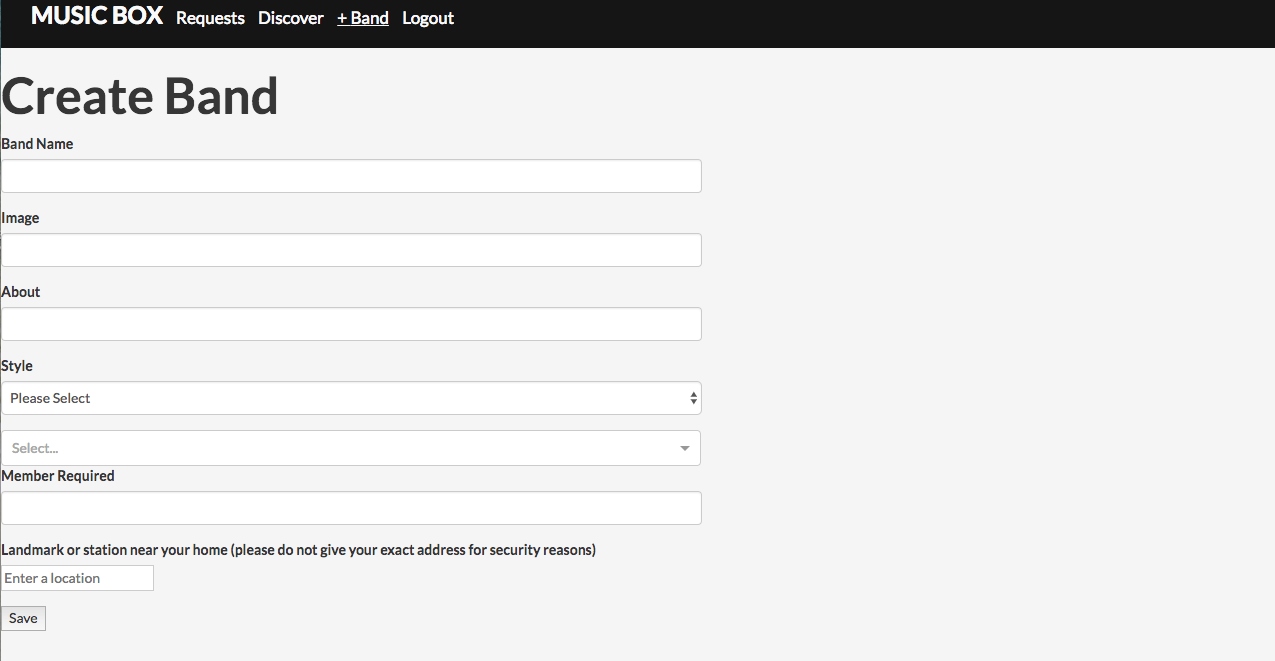 MUSIC BOX Requests Discover + Band Logout
Create Band
Band Name
Image
About
Style
Please Select
Select...
Member Required
Landmark or station near your home (please do not give your exact address for security reasons)
Enter a location
Save